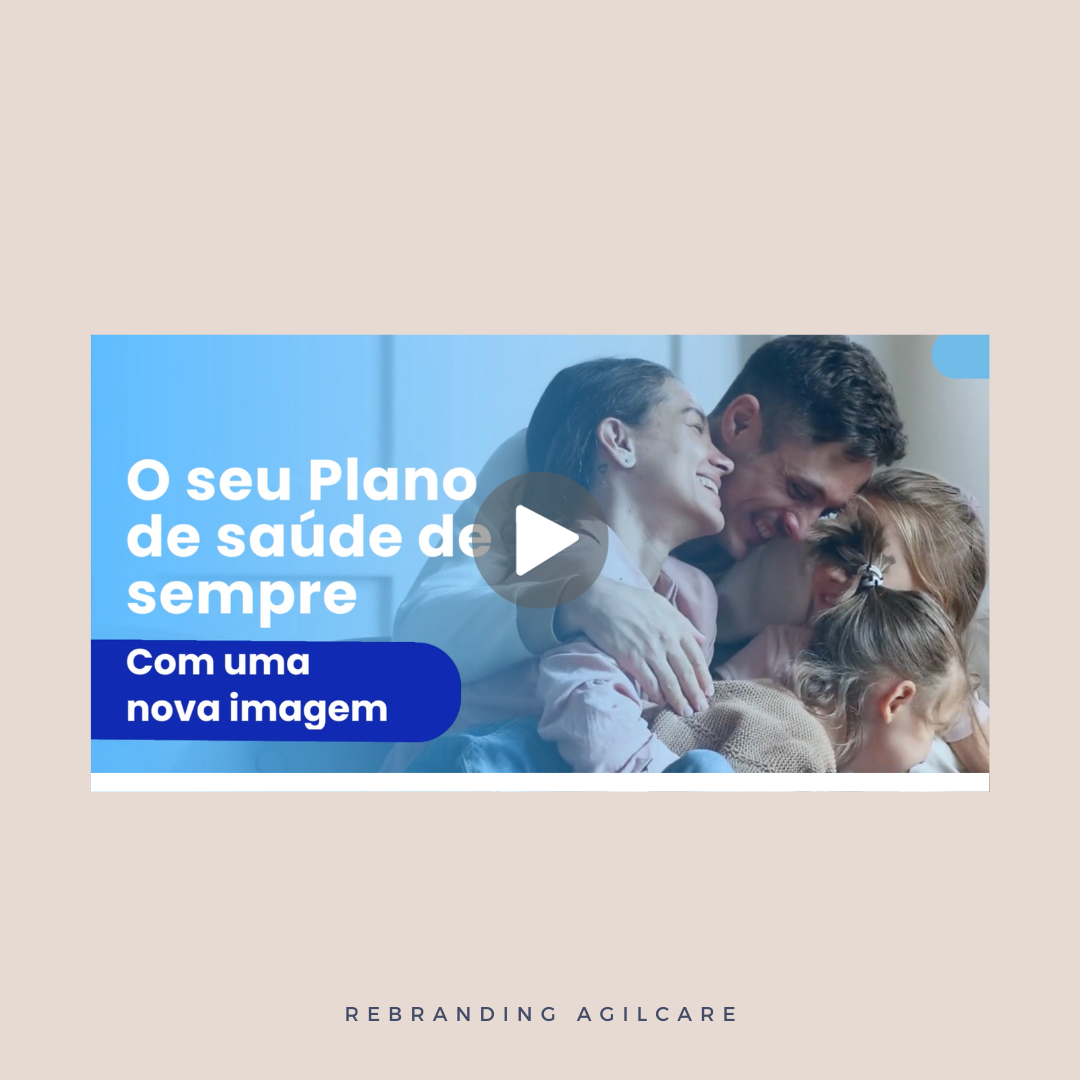 O seu Plano
de saúde de
sempre
Com uma
nova imagem
REBRANDING AGILCARE